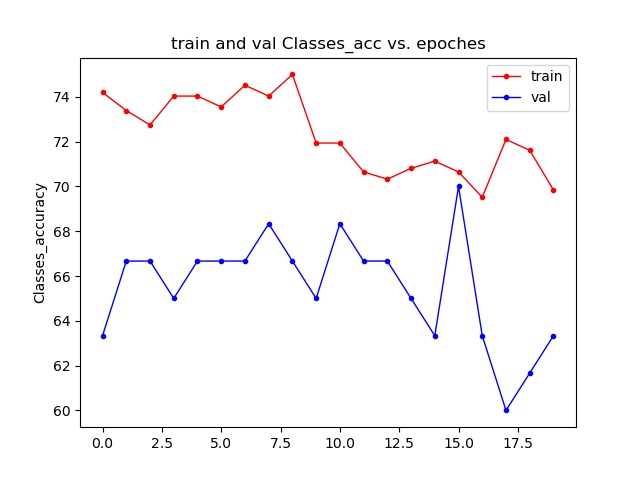 train and val Classes_acc vs. epoches
train
val
Classes_accuracy
74
72
70
68
66
64
62
60
0.0 2.5 5.0 7.5 10.0 12.5 15.0 17.5